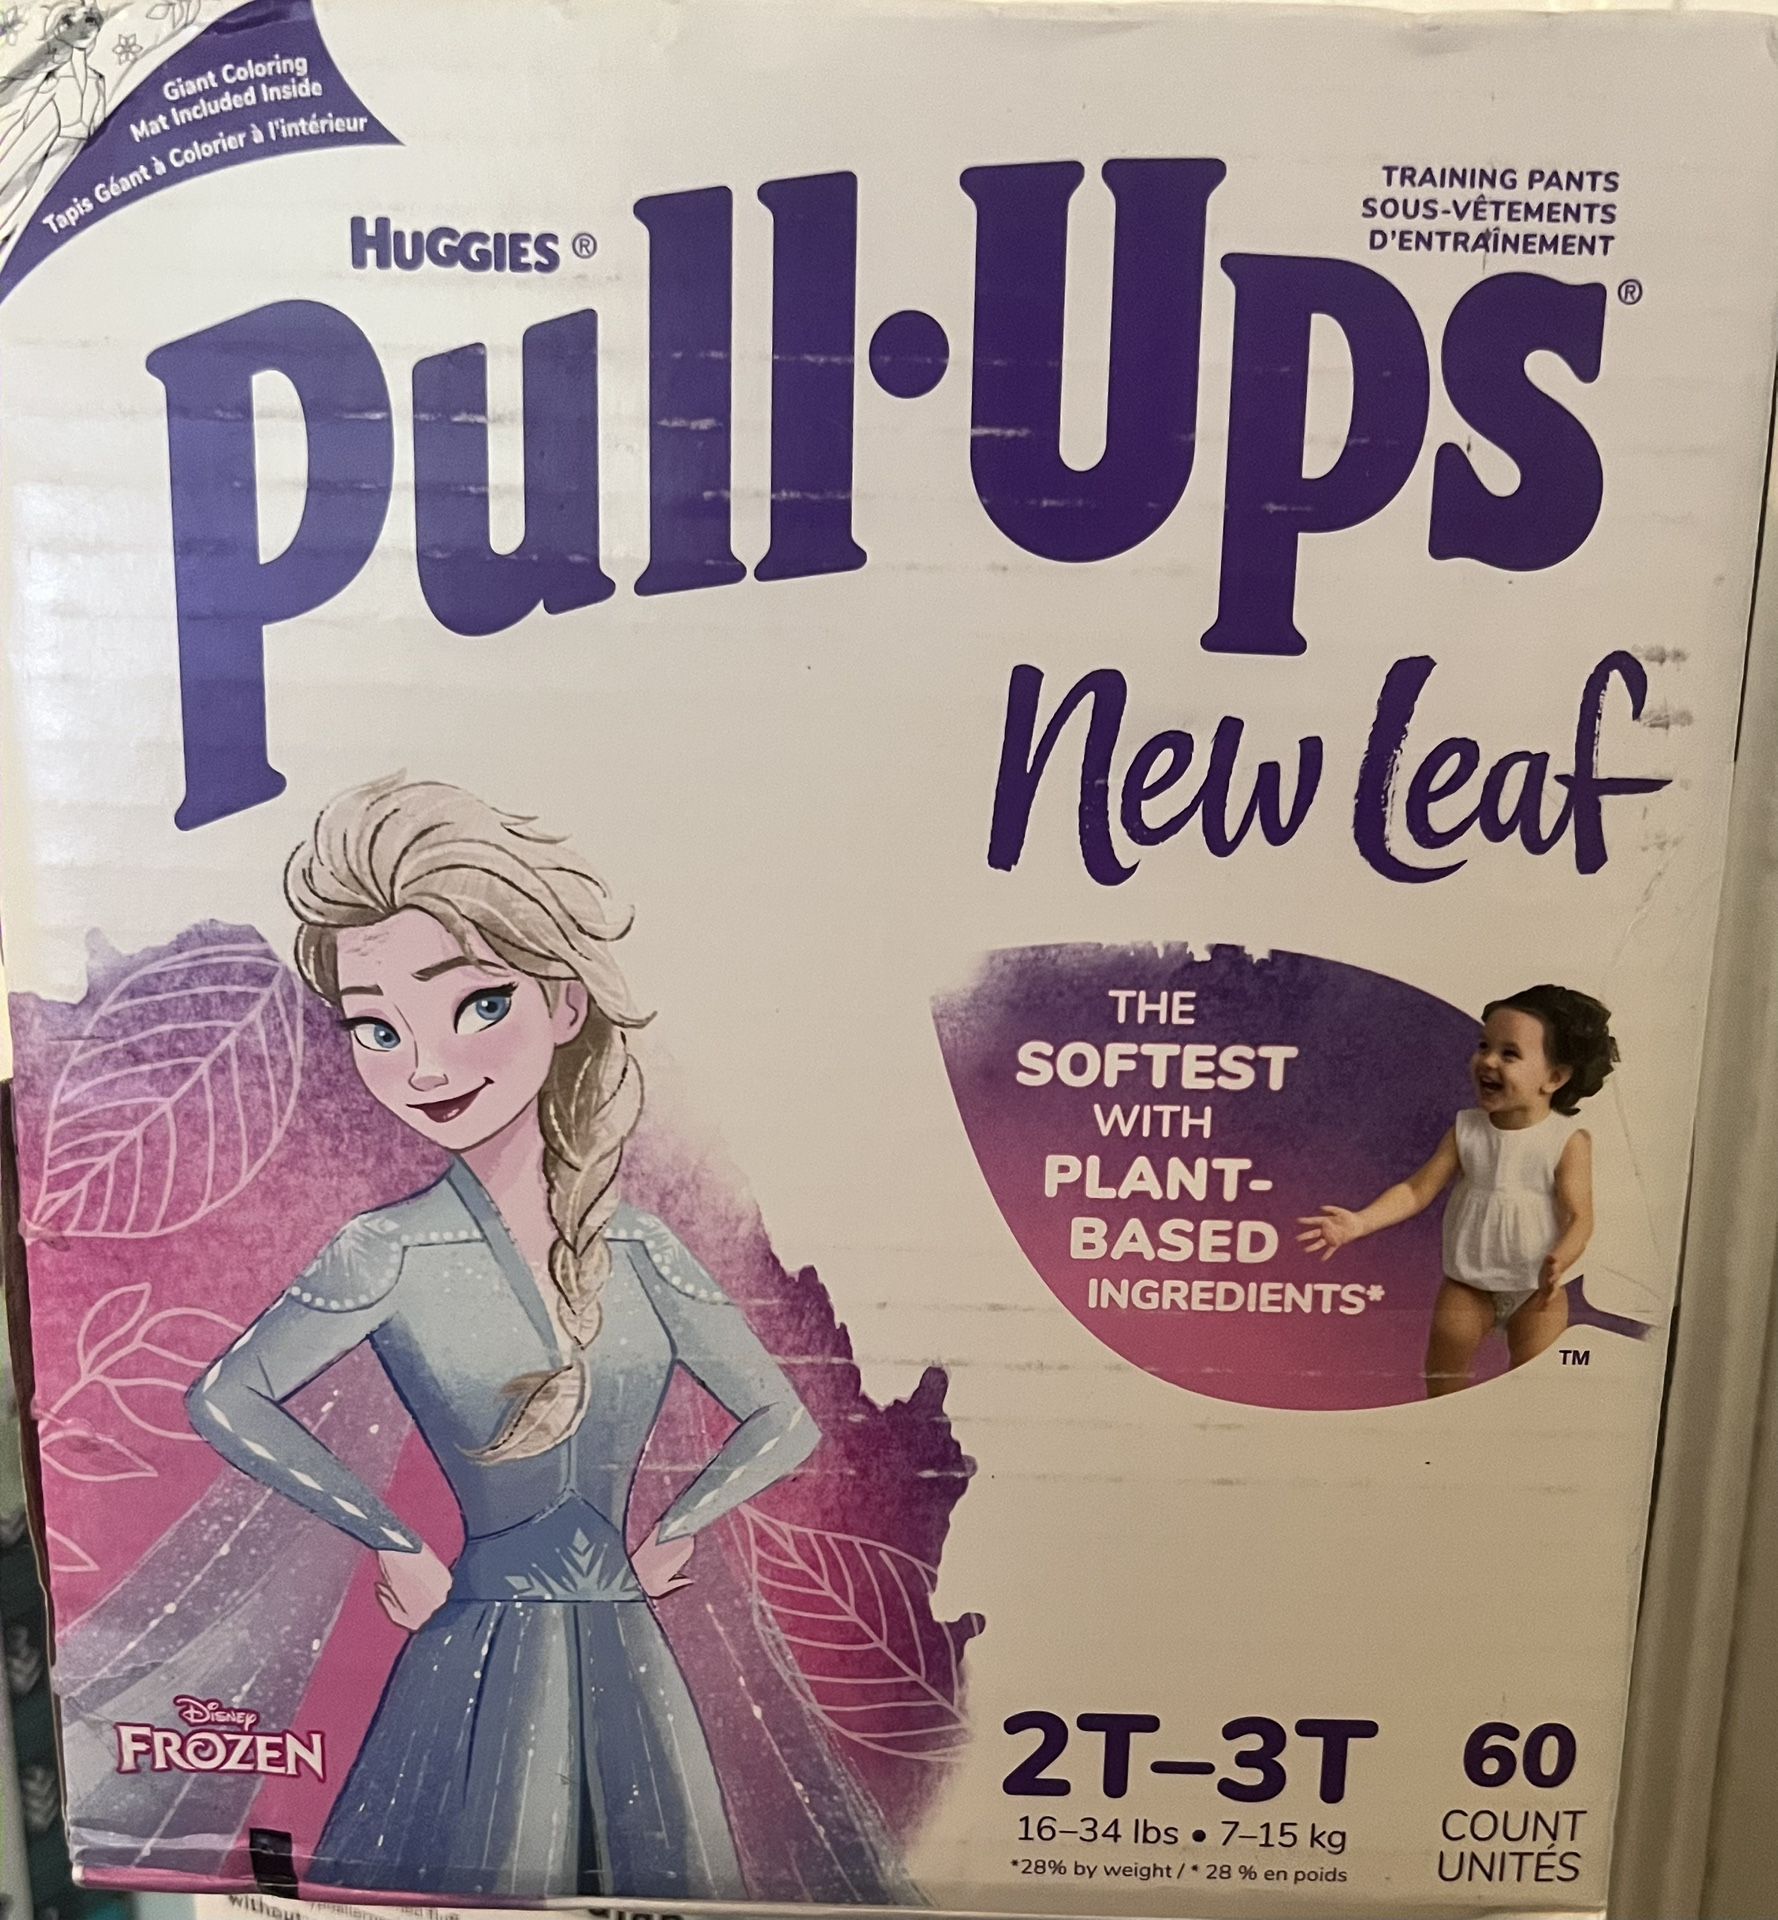 Giant Coloring
Mat Included Inside
Tapis Géant à Colorier à l'intérieur
HUGGIES®
Pull·Ups®
TRAINING PANTS
SOUS-VÊTEMENTS
D'ENTRAÎNEMENT
New Leaf
THE
SOFTEST
WITH
PLANT-
BASED
INGREDIENTS*
TM
Disney
FROZEN
2T–3T
16–34 lbs • 7–15 kg
*28% by weight / * 28 % en poids
60
COUNT
UNITÉS
without